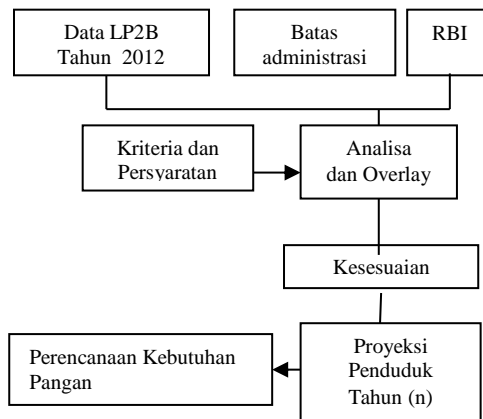 Data LP2B
Tahun 2012
Batas
administrasi
RBI
Kriteria dan
Persyaratan
Analisa
dan Overlay
Kesesuaian
Perencanaan Kebutuhan
Pangan
Proyeksi
Penduduk
Tahun (n)